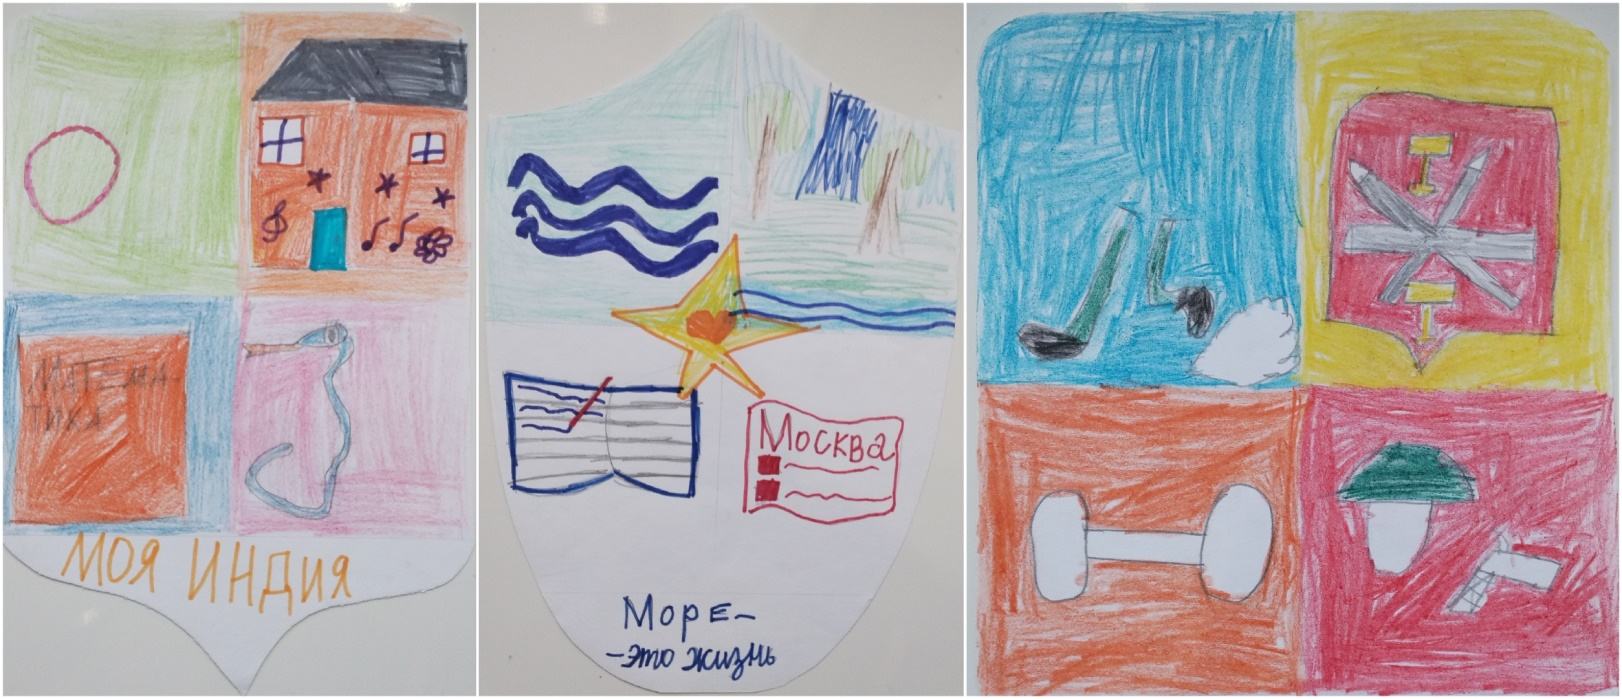 МАТЕМА-
ТИКА
МОЯ ИНДИЯ
Москва
Море-
-это жизнь